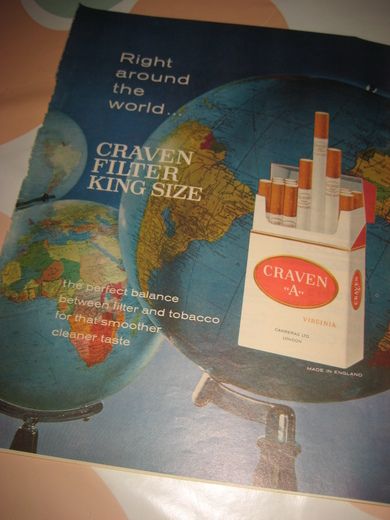 Right
around
the
world...
CRAVEN
FILTER
KING SIZE
the perfect balance
between filter and tobacco
for that smoother
cleaner taste
CRAVEN
"A"
VIRGINIA
CARRERAS LTD
LONDON
MADE IN ENGLAND